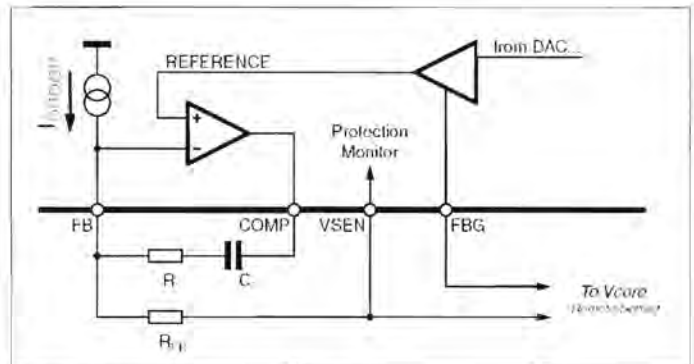 from DAC...
REFERENCE
+
−
Protection
Monitor
FB
COMP
VSEN
FBG
R
C
To Vcore
R